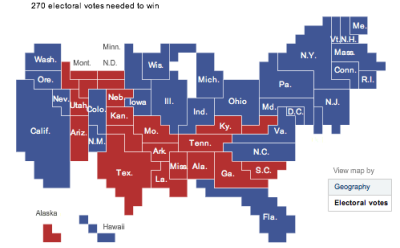 270 electoral votes needed to win
Me.
Minn.
Vt.
N.H.
Wash.
Mont.
N.D.
Wis.
N.Y.
Mass.
Ore.
Mich.
Conn.
R.I.
Nev.
Utah
Colo.
Neb.
Iowa
Ill.
Ind.
Ohio
Pa.
Md.
D.C.
N.J.
Kan.
Calif.
Ariz.
N.M.
Mo.
Ky.
Va.
Tenn.
N.C.
Ark.
Tex.
La.
Miss.
Ala.
Ga.
S.C.
View map by
Geography
Electoral votes
Alaska
Hawaii
Fla.